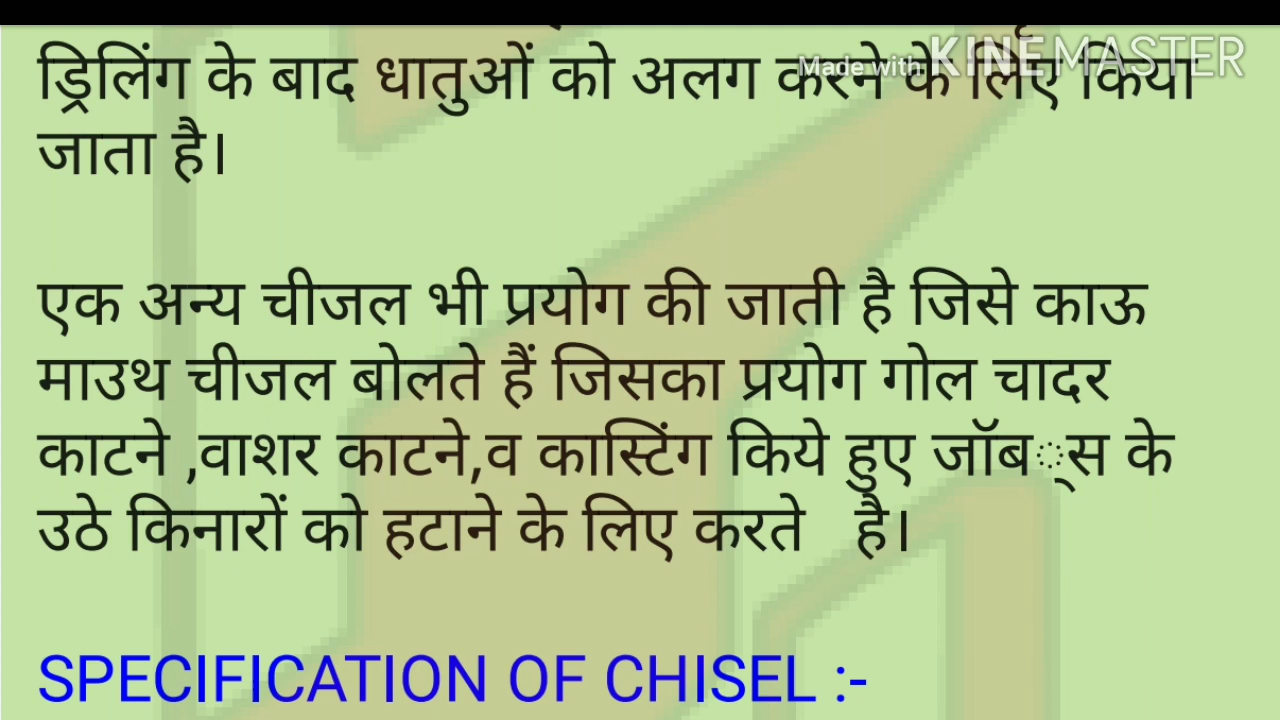 Made with KINEMASTER
ड्रिलिंग के बाद धातुओं को अलग करने के लिए किया
जाता है।
एक अन्य चीजल भी प्रयोग की जाती है जिसे काऊ
माउथ चीजल बोलते हैं जिसका प्रयोग गोल चादर
काटने ,वाशर काटने,व कास्टिंग किये हुए जॉब़्स के
उठे किनारों को हटाने के लिए करते   है।
SPECIFICATION OF CHISEL :-